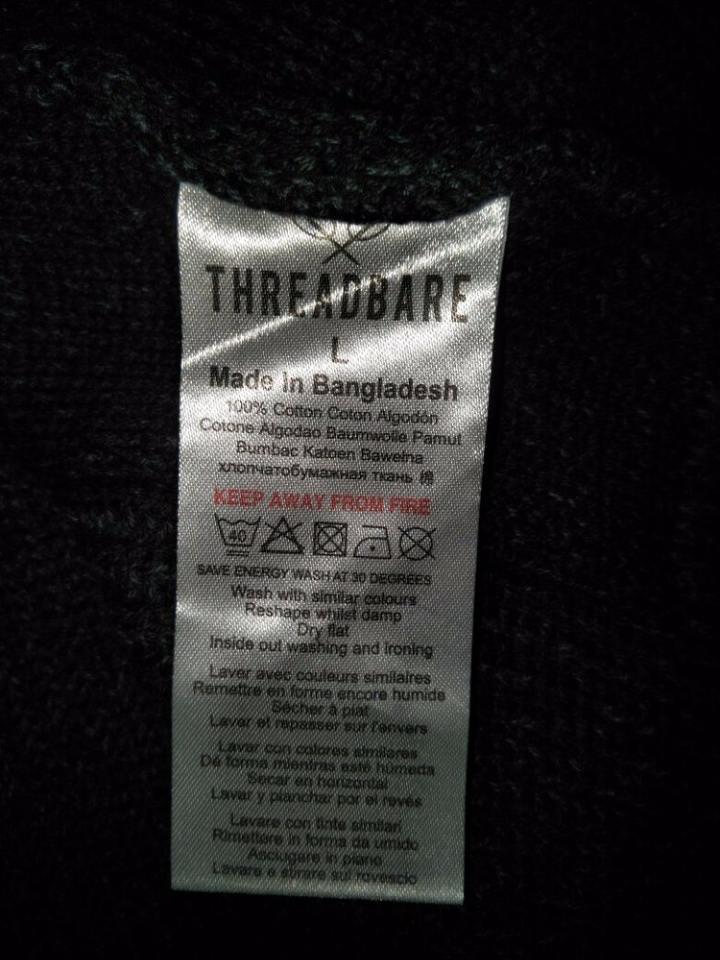 THREADBARE
L
Made In Bangladesh
100% Cotton Coton Algodón
Cotone Algodao Baumwolle Pamut
Bumbac Katoen Bawełna
хлопчатобумажная ткань 棉
KEEP AWAY FROM FIRE
40
SAVE ENERGY WASH AT 30 DEGREES
Wash with similar colours
Reshape whilst damp
Dry flat
Inside out washing and ironing
Laver avec couleurs similaires
Remettre en forme encore humide
Sécher à plat
Laver et repasser sur l'envers
Lavar con colores similares
Dé forma mientras esté húmeda
Secar en horizontal
Lavar y planchar por el revés
Lavare con tinte similari
Rimettere in forma da umido
Asciugare in piano
Lavare e stirare sul rovescio